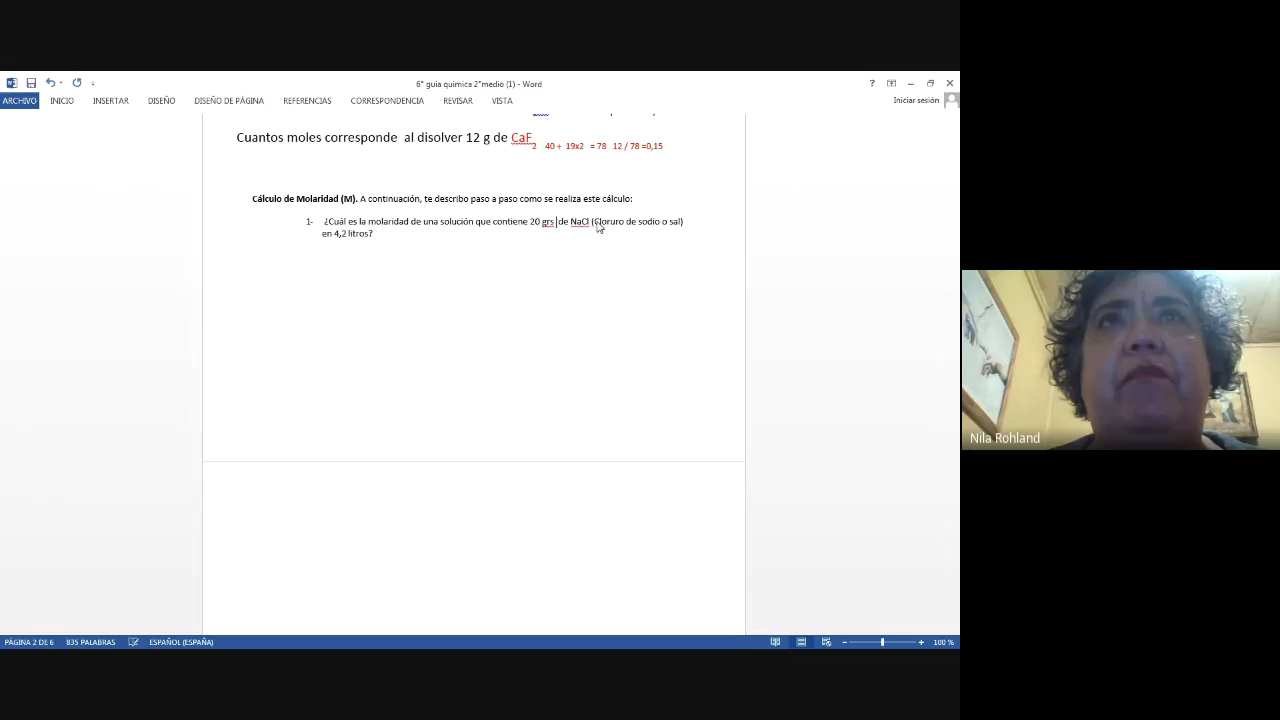 6° guia quimica 2°medio (1) - Word
?
ARCHIVO INICIO INSERTAR DISEÑO DISEÑO DE PÁGINA REFERENCIAS CORRESPONDENCIA REVISAR VISTA
Iniciar sesión
Cuantos moles corresponde al disolver 12 g de CaF
2 40 + 19x2 = 78 12 / 78 =0,15
Cálculo de Molaridad (M). A continuación, te describo paso a paso como se realiza este cálculo:
1- ¿Cuál es la molaridad de una solución que contiene 20 grs de NaCl (Cloruro de sodio o sal)
en 4,2 litros?
Nila Rohland
PÁGINA 2 DE 6 835 PALABRAS ESPAÑOL (ESPAÑA)
100 %